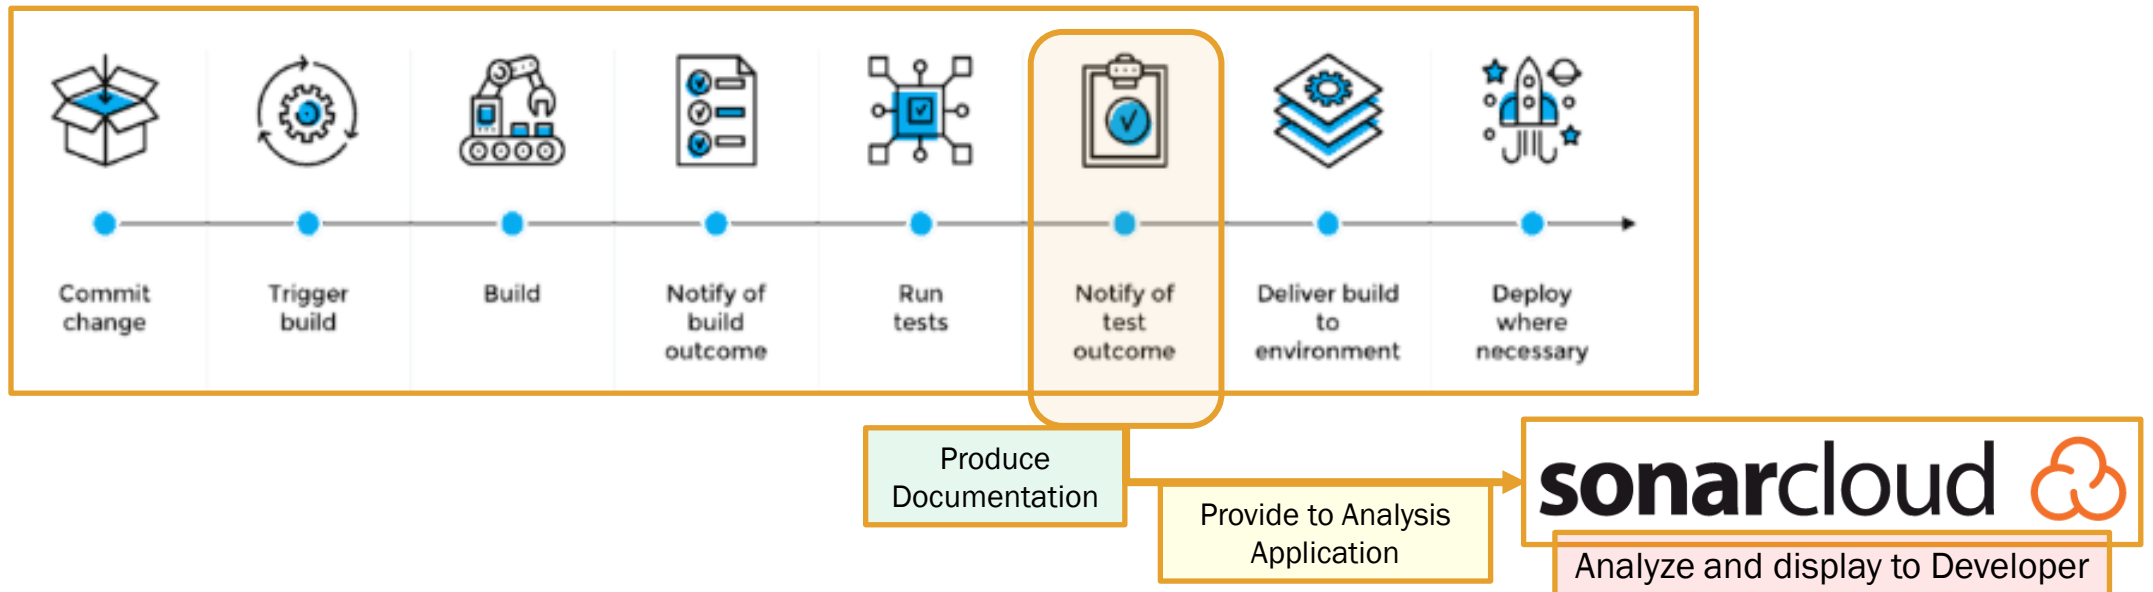 Commit
change
Trigger
build
Build
Notify of
build
outcome
Run
tests
Notify of
test
outcome
Deliver build
to
environment
Deploy
where
necessary
Produce
Documentation
Provide to Analysis
Application
sonarcloud
Analyze and display to Developer